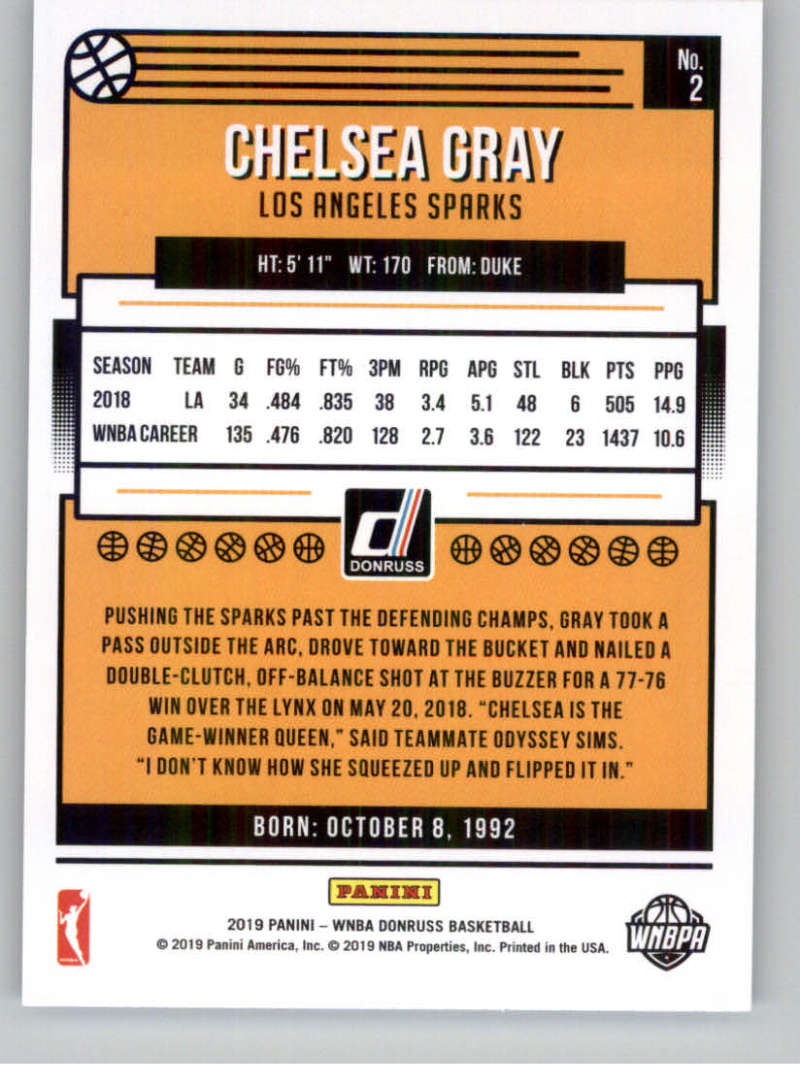 No.
2
CHELSEA GRAY
LOS ANGELES SPARKS
HT: 5' 11" WT: 170 FROM: DUKE
SEASON TEAM G FG% FT% 3PM RPG APG STL BLK PTS PPG
2018 LA 34 .484 .835 38 3.4 5.1 48 6 505 14.9
WNBA CAREER 135 .476 .820 128 2.7 3.6 122 23 1437 10.6
d
DONRUSS
PUSHING THE SPARKS PAST THE DEFENDING CHAMPS, GRAY TOOK A
PASS OUTSIDE THE ARC, DROVE TOWARD THE BUCKET AND NAILED A
DOUBLE-CLUTCH, OFF-BALANCE SHOT AT THE BUZZER FOR A 77-76
WIN OVER THE LYNX ON MAY 20, 2018. “CHELSEA IS THE
GAME-WINNER QUEEN,” SAID TEAMMATE ODYSSEY SIMS.
“I DON'T KNOW HOW SHE SQUEEZED UP AND FLIPPED IT IN.”
BORN: OCTOBER 8, 1992
PANINI
2019 PANINI – WNBA DONRUSS BASKETBALL
© 2019 Panini America, Inc. © 2019 NBA Properties, Inc. Printed in the USA.
WNBPA